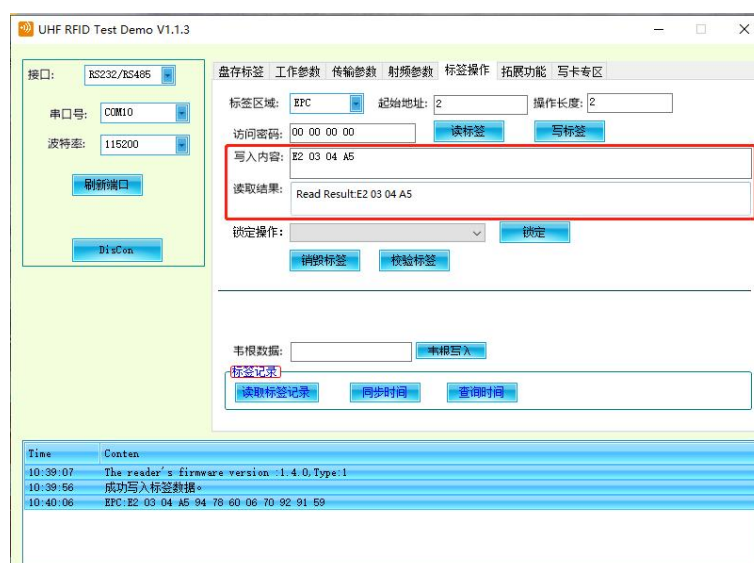 UHF RFID Test Demo V1.1.3
接口: RS232/RS485
串口号: COM10
波特率: 115200
刷新端口
DisCon
盘存标签 工作参数 传输参数 射频参数 标签操作 拓展功能 写卡专区
标签区域: EPC 起始地址: 2 操作长度: 2
访问密码: 00 00 00 00 读标签 写标签
写入内容: E2 03 04 A5
读取结果: Read Result:E2 03 04 A5
锁定操作: 锁定
销毁标签 校验标签
韦根数据: 韦根写入
标签记录
读取标签记录 同步时间 查询时间
Time Conten
10:39:07 The reader's firmware version :1.4.0,Type:1
10:39:56 成功写入标签数据。
10:40:06 EPC:E2 03 04 A5 94 78 60 06 70 92 91 59